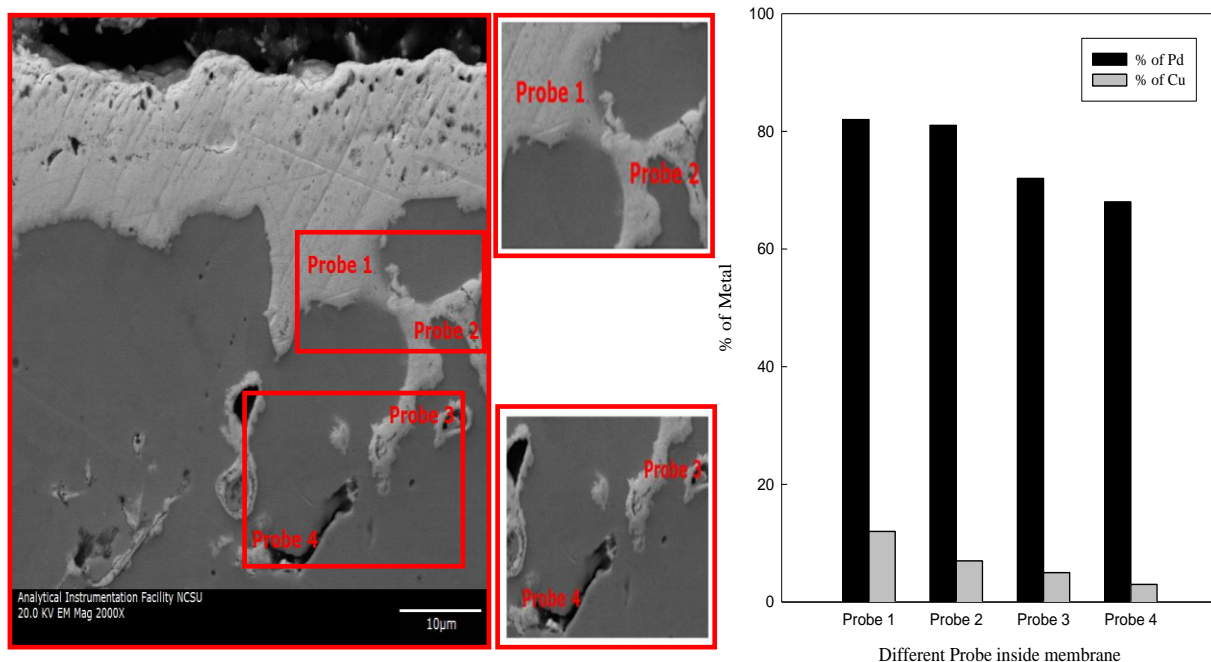 Probe 1
Probe 2
Probe 3
Probe 4
Analytical Instrumentation Facility NCSU
20.0 KV EM Mag 2000X
10µm
Probe 1
Probe 2
Probe 3
Probe 4
100
80
60
40
20
0
% of Metal
% of Pd
% of Cu
Probe 1 Probe 2 Probe 3 Probe 4
Different Probe inside membrane